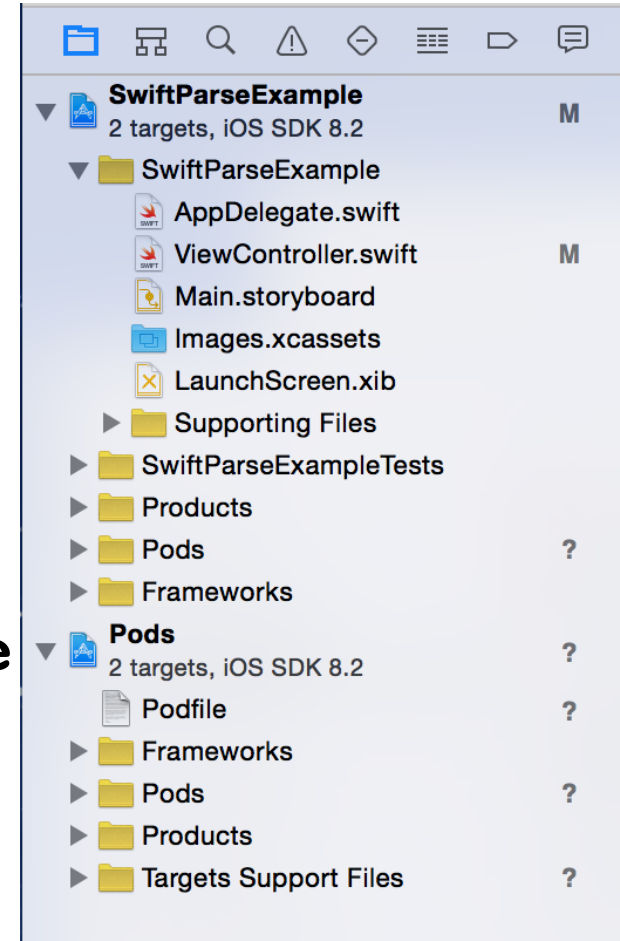 SwiftParseExample
2 targets, iOS SDK 8.2 M
SwiftParseExample
AppDelegate.swift
ViewController.swift M
Main.storyboard
Images.xcassets
LaunchScreen.xib
Supporting Files
SwiftParseExampleTests
Products
Pods ?
Frameworks
e
Pods
2 targets, iOS SDK 8.2 ?
Podfile ?
Frameworks
Pods ?
Products
Targets Support Files ?